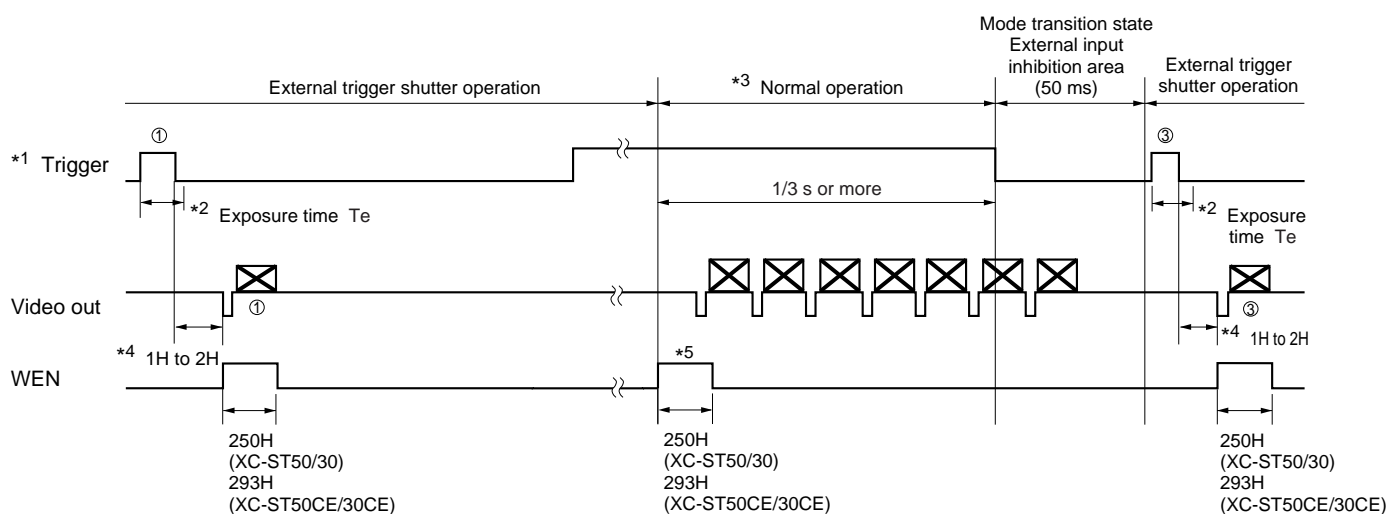 Mode transition state
External input
inhibition area
(50 ms)
External trigger shutter operation
*3 Normal operation
External trigger
shutter operation
①
③
*1 Trigger
1/3 s or more
*2 Exposure time Te
*2 Exposure
time Te
Video out
①
③
*4 1H to 2H
*4 1H to 2H
WEN
*5
250H
(XC-ST50/30)
293H
(XC-ST50CE/30CE)
250H
(XC-ST50/30)
293H
(XC-ST50CE/30CE)
250H
(XC-ST50/30)
293H
(XC-ST50CE/30CE)